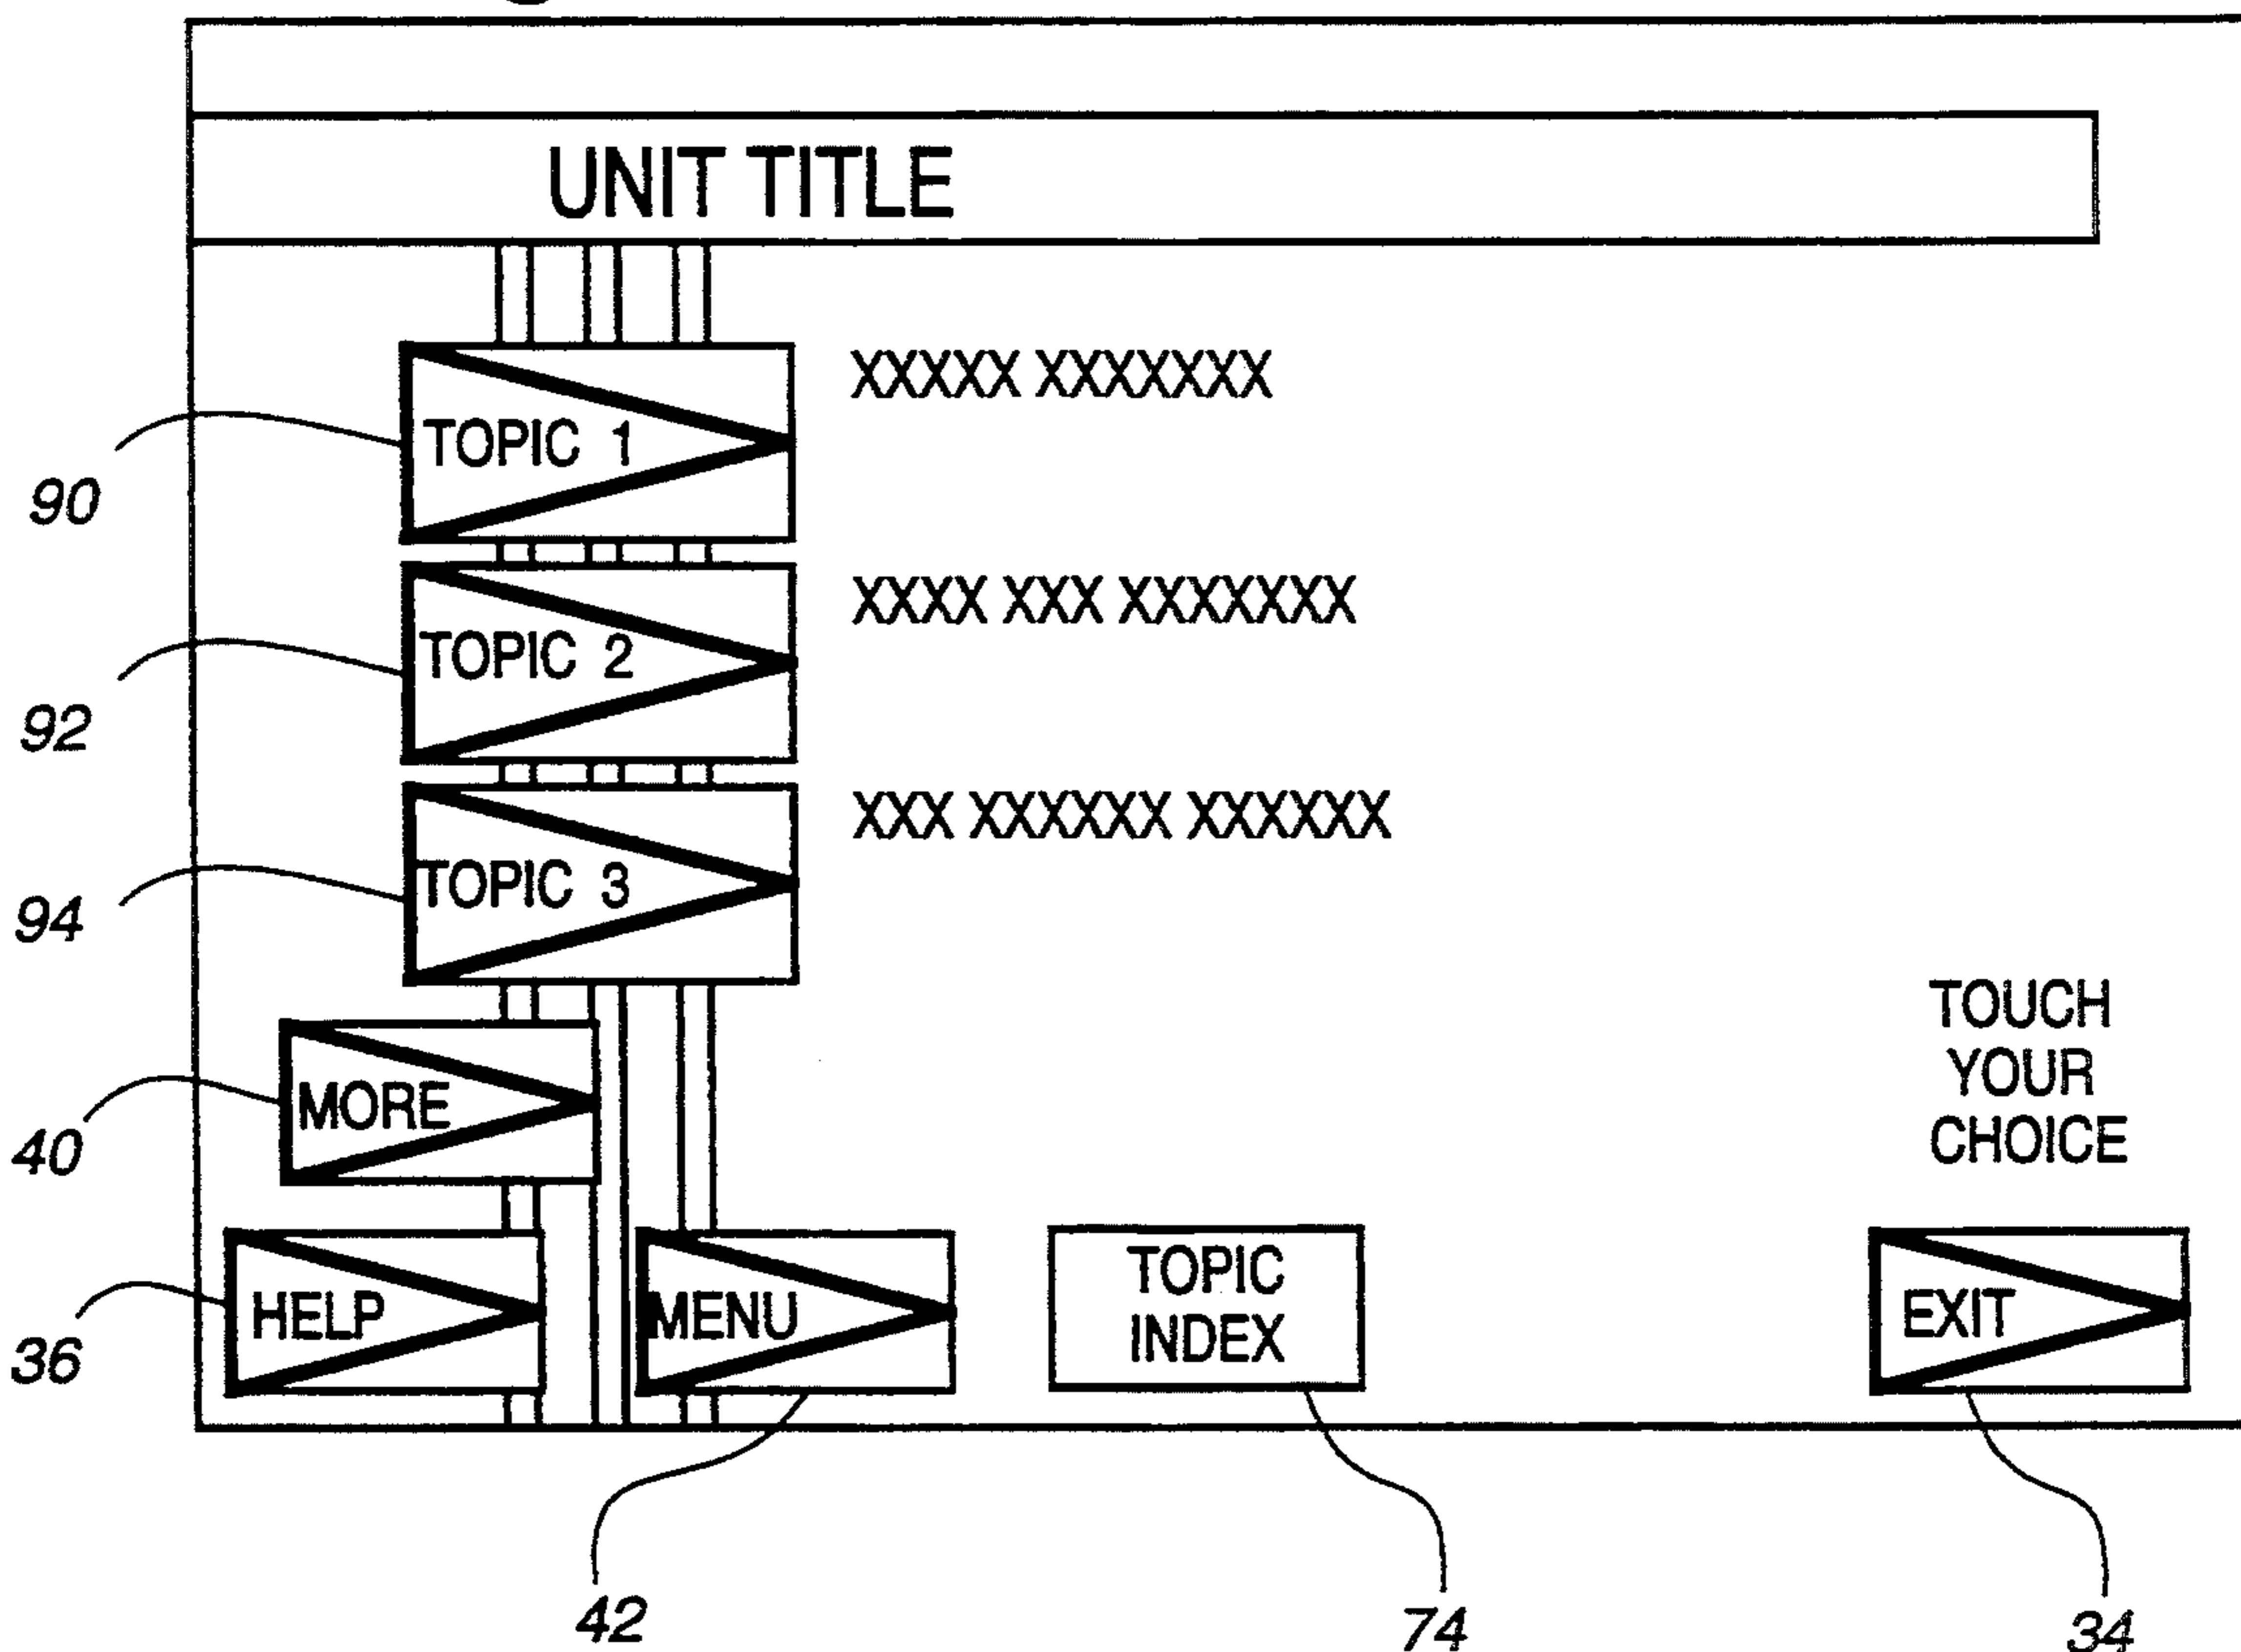 UNIT TITLE
TOPIC 1
XXXXX XXXXXXX
90
TOPIC 2
XXXX XXX XXXXXXX
92
TOPIC 3
XXX XXXXXX XXXXXX
94
MORE
40
TOUCH
YOUR
CHOICE
HELP
36
MENU
TOPIC
INDEX
EXIT
42
74
34